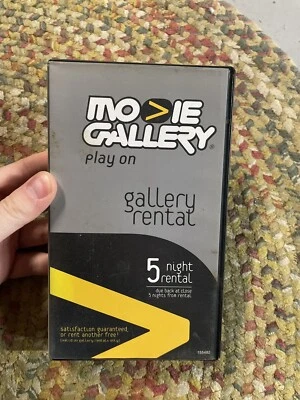 MOVIE
GALLERY®
play on
gallery
rental
5 night
rental
due back at close
5 nights from rental
satisfaction guaranteed,
or rent another free!